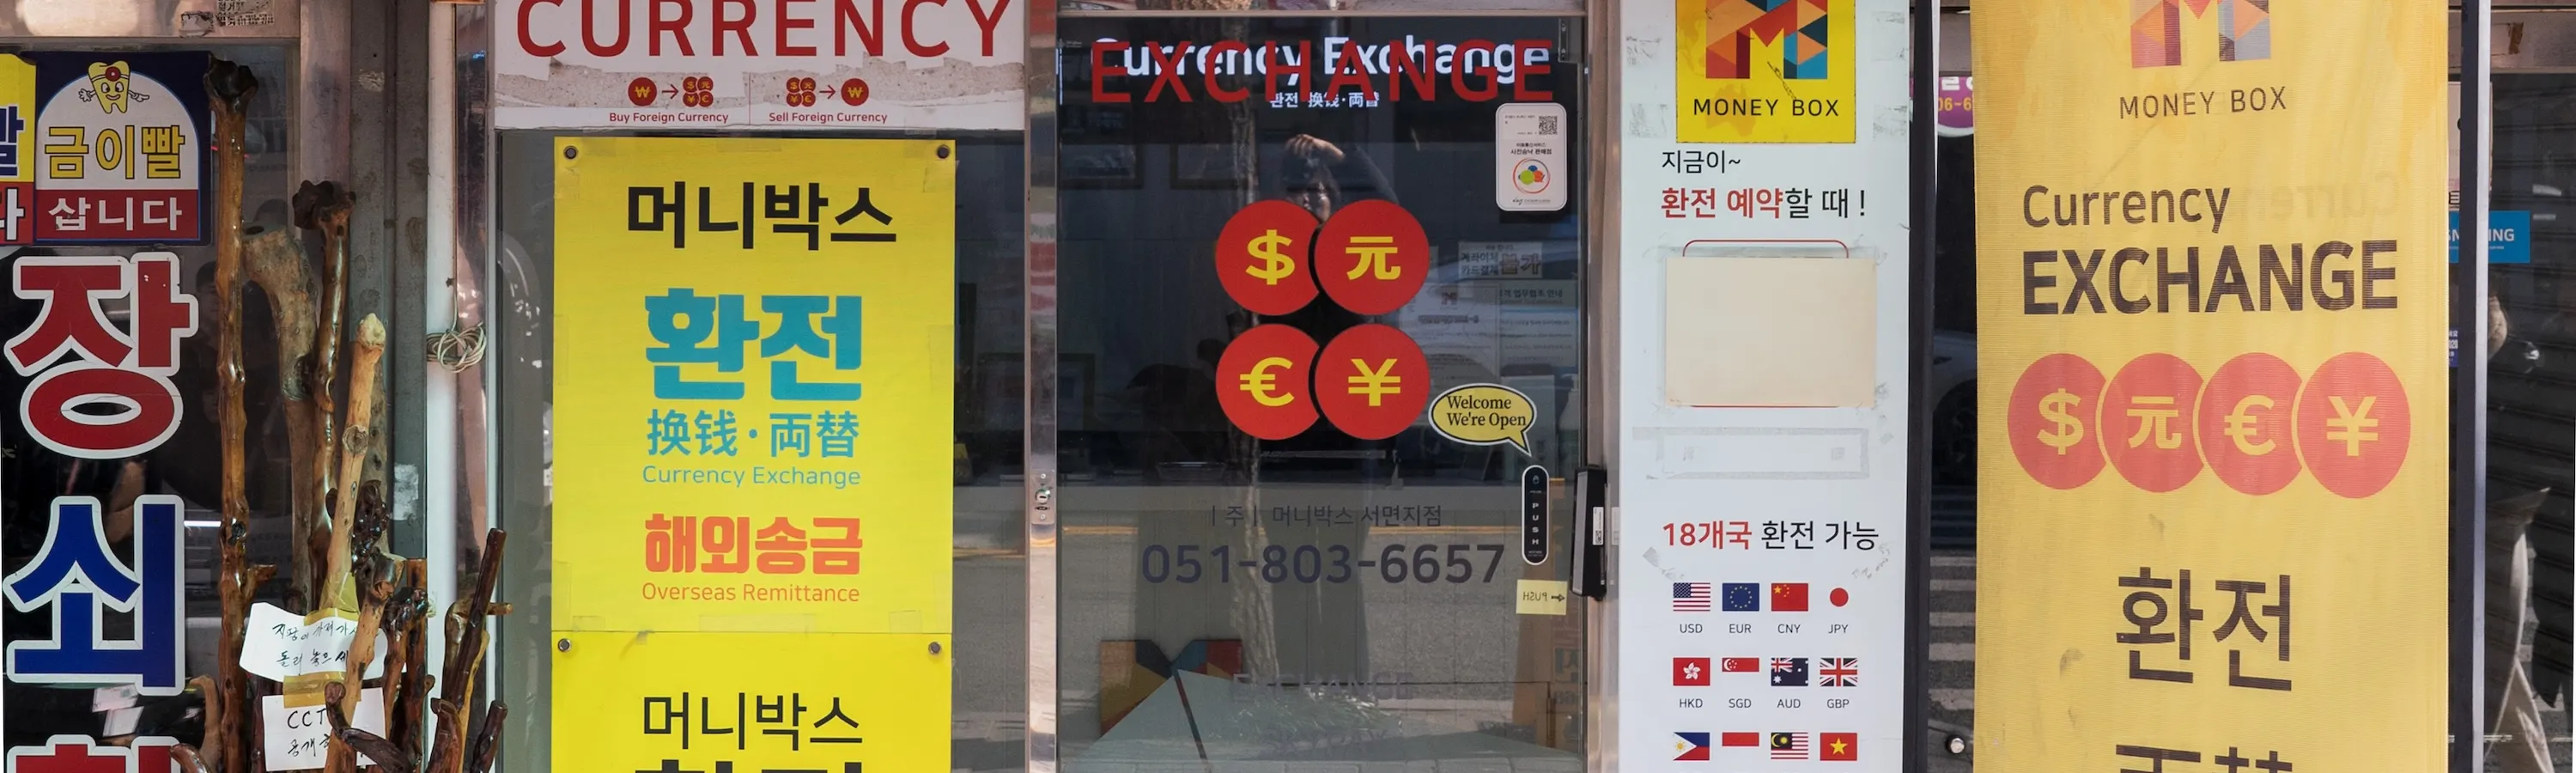 금이빨
삽니다
장
쇠
CURRENCY
Buy Foreign Currency
Sell Foreign Currency
머니박스
환전
换钱·両替
Currency Exchange
해외송금
Overseas Remittance
머니박스
EXCHANGE
Currency Exchange
환전·换钱·両替
$ 元
€ ¥
Welcome
We're Open
PUSH
|주| 머니박스 서면지점
051-803-6657
MONEY BOX
지금이~
환전 예약할 때!
18개국 환전 가능
USD EUR CNY JPY
HKD SGD AUD GBP
MONEY BOX
Currency
EXCHANGE
$ 元 € ¥
환전